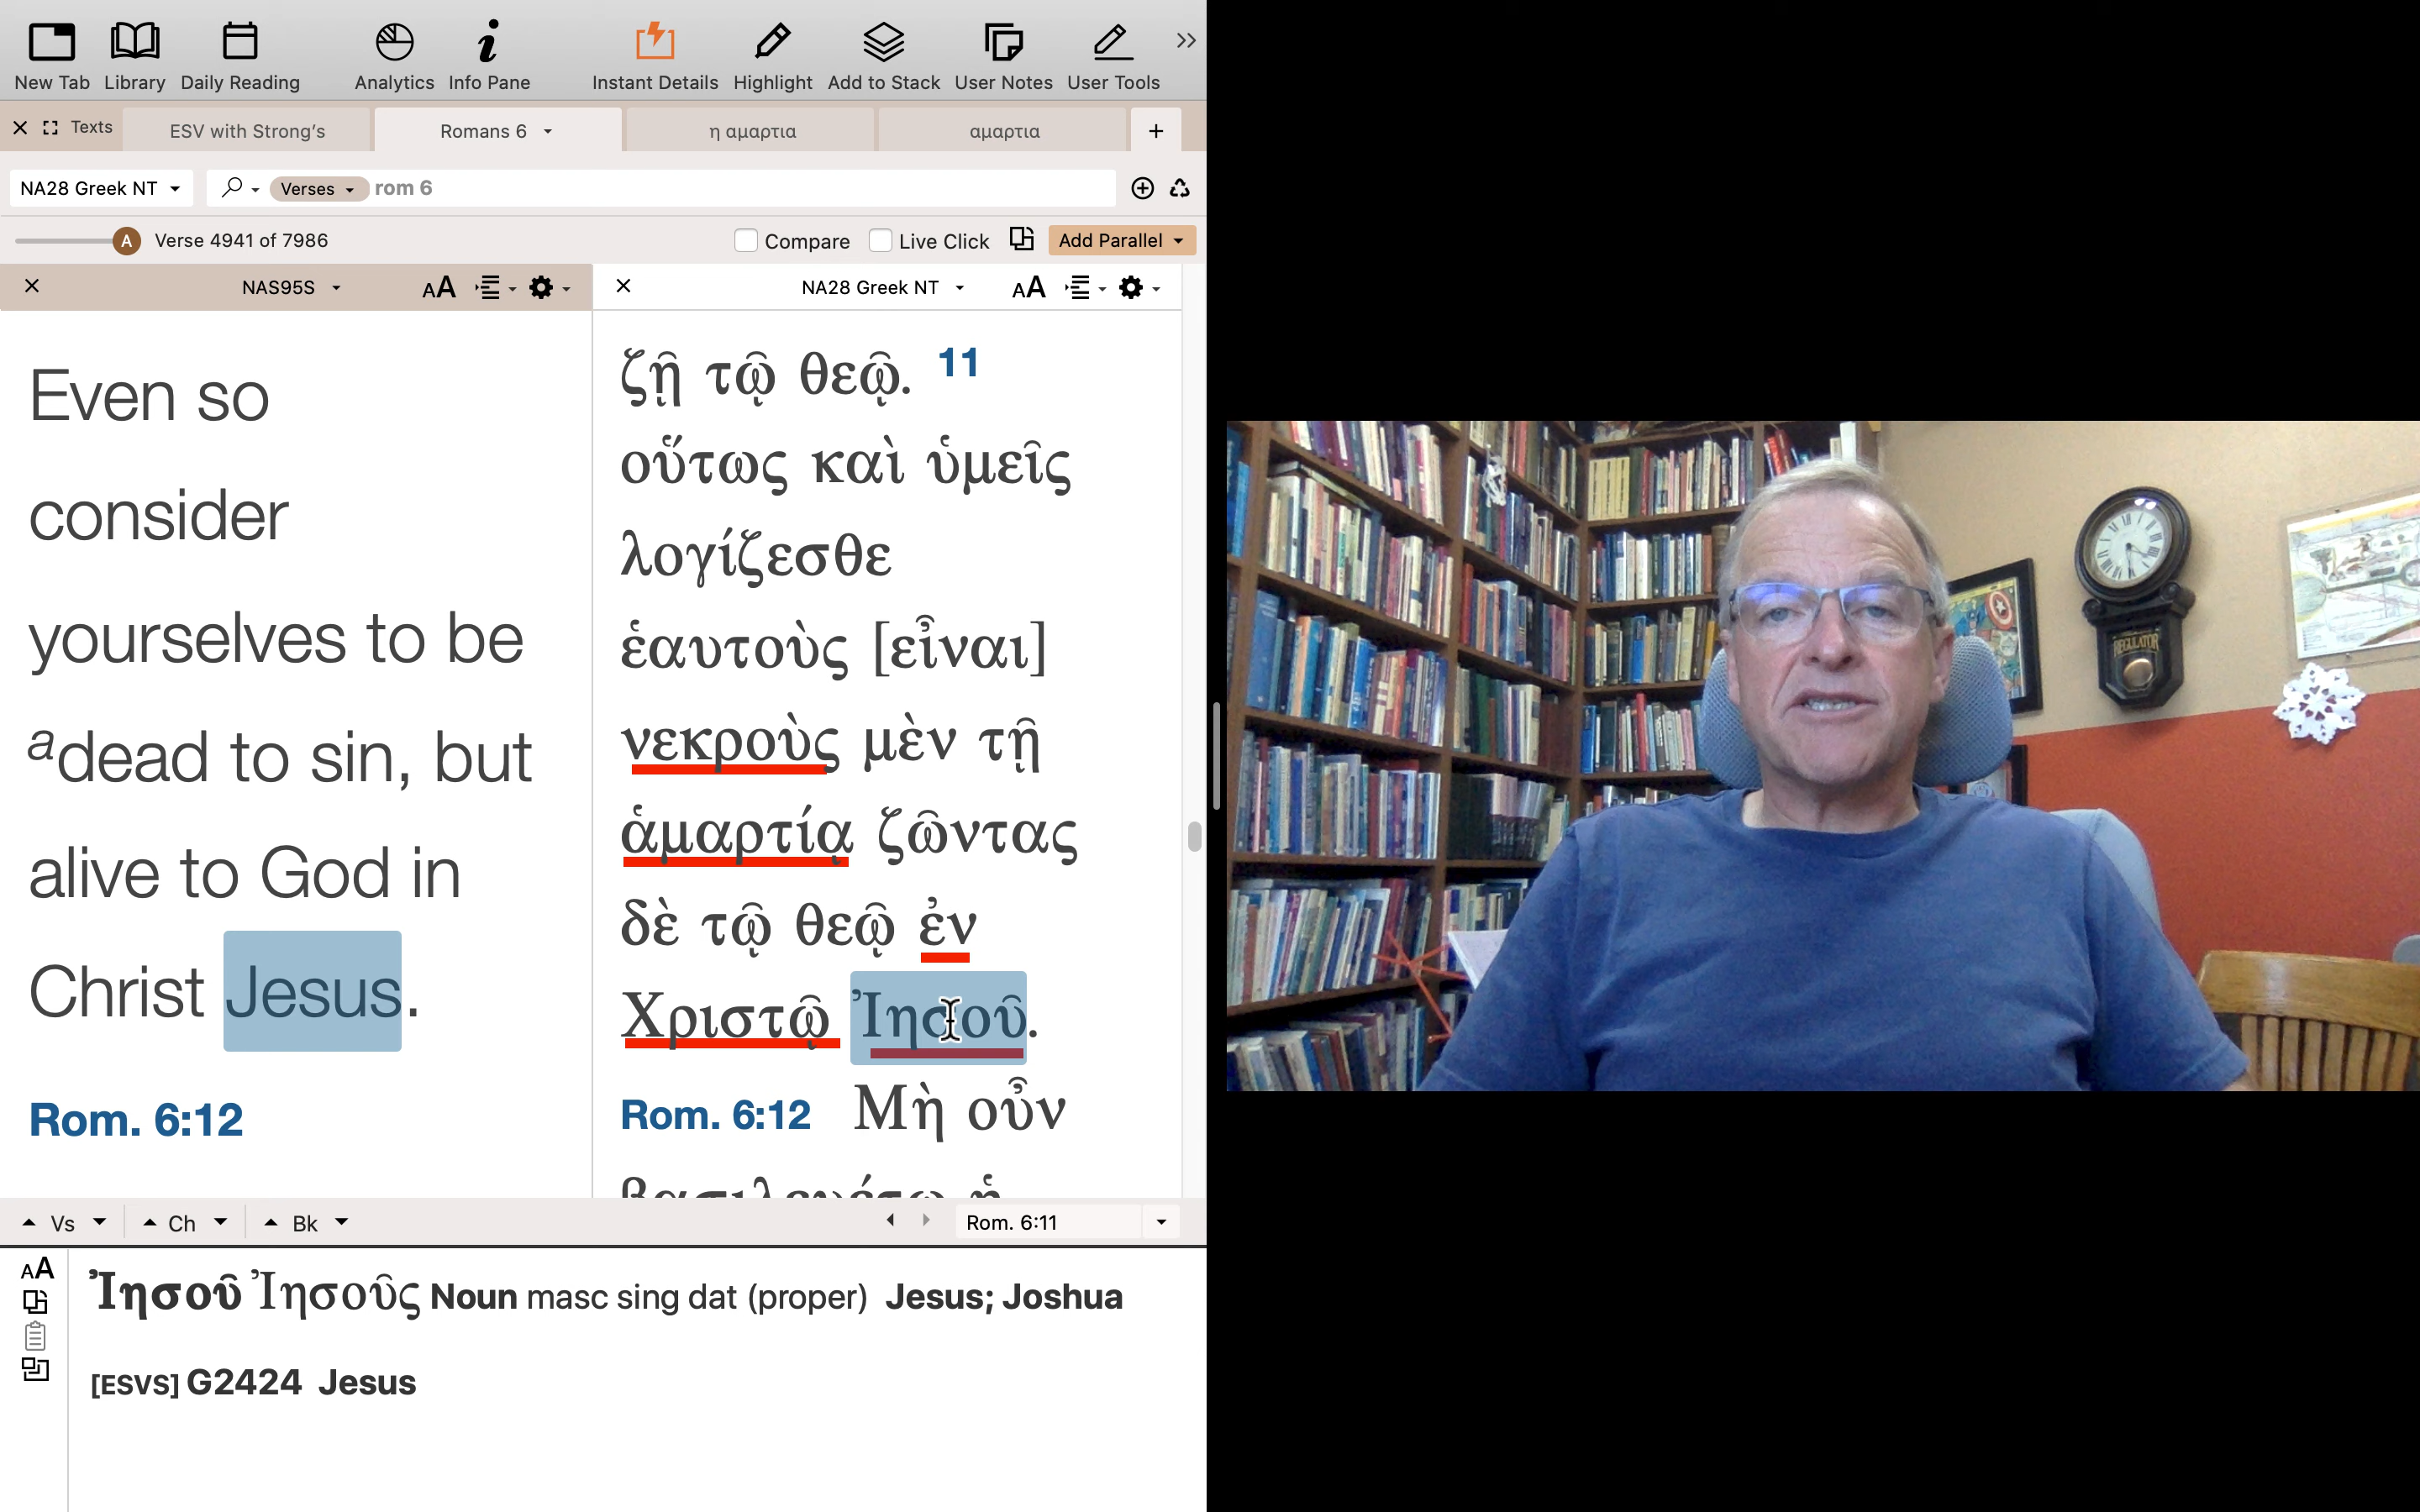 New Tab Library Daily Reading Analytics Info Pane Instant Details Highlight Add to Stack User Notes User Tools
Texts ESV with Strong's Romans 6 η αμαρτια αμαρτια +
NA28 Greek NT Verses rom 6
A Verse 4941 of 7986 Compare Live Click Add Parallel
NAS95S AA
Even so
consider
yourselves to be
adead to sin, but
alive to God in
Christ Jesus.
Rom. 6:12
NA28 Greek NT AA
ζῇ τῷ θεῷ. 11
οὕτως καὶ ὑμεῖς
λογίζεσθε
ἑαυτοὺς [εἶναι]
νεκροὺς μὲν τῇ
ἁμαρτίᾳ ζῶντας
δὲ τῷ θεῷ ἐν
Χριστῷ Ἰησοῦ.
Rom. 6:12 Μὴ οὖν
βασιλευέτω ἡ
Vs Ch Bk Rom. 6:11
AA
Ἰησοῦ Ἰησοῦς Noun masc sing dat (proper) Jesus; Joshua
[ESVS] G2424 Jesus
REGULATOR